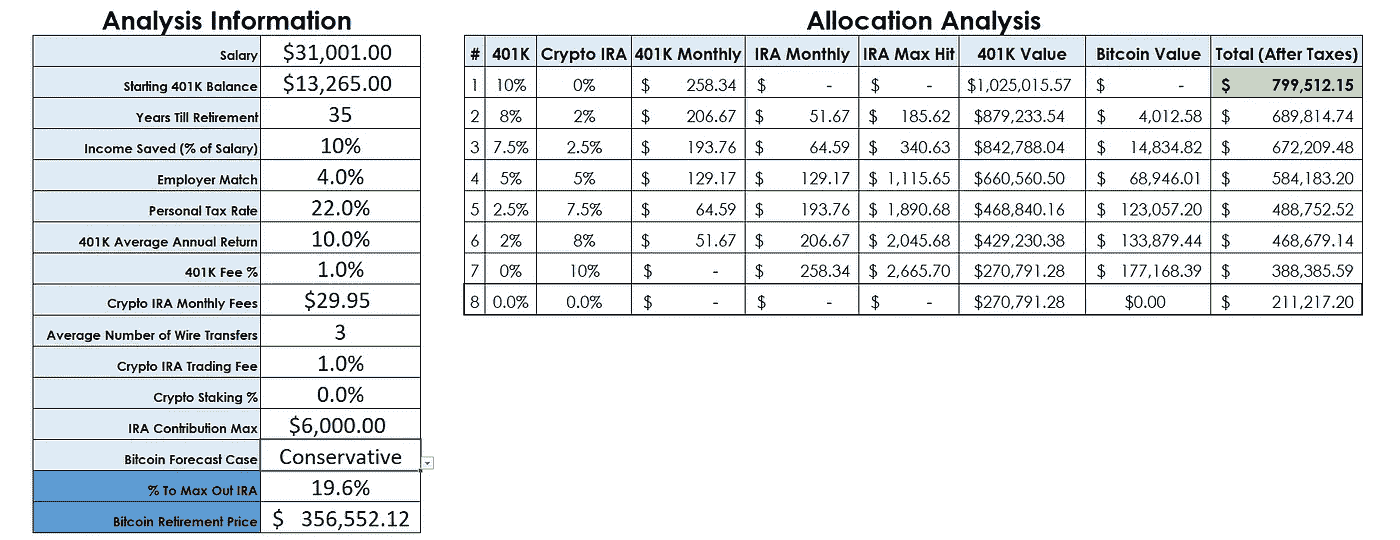 Analysis Information
Salary $31,001.00
Starting 401K Balance $13,265.00
Years Till Retirement 35
Income Saved (% of Salary) 10%
Employer Match 4.0%
Personal Tax Rate 22.0%
401K Average Annual Return 10.0%
401K Fee % 1.0%
Crypto IRA Monthly Fees $29.95
Average Number of Wire Transfers 3
Crypto IRA Trading Fee 1.0%
Crypto Staking % 0.0%
IRA Contribution Max $6,000.00
Bitcoin Forecast Case Conservative
% To Max Out IRA 19.6%
Bitcoin Retirement Price $ 356,552.12
Allocation Analysis
# 401K Crypto IRA 401K Monthly IRA Monthly IRA Max Hit 401K Value Bitcoin Value Total (After Taxes)
1 10% 0% $ 258.34 $ - $ - $1,025,015.57 $ - $ 799,512.15
2 8% 2% $ 206.67 $ 51.67 $ 185.62 $879,233.54 $ 4,012.58 $ 689,814.74
3 7.5% 2.5% $ 193.76 $ 64.59 $ 340.63 $842,788.04 $ 14,834.82 $ 672,209.48
4 5% 5% $ 129.17 $ 129.17 $ 1,115.65 $660,560.50 $ 68,946.01 $ 584,183.20
5 2.5% 7.5% $ 64.59 $ 193.76 $ 1,890.68 $468,840.16 $ 123,057.20 $ 488,752.52
6 2% 8% $ 51.67 $ 206.67 $ 2,045.68 $429,230.38 $ 133,879.44 $ 468,679.14
7 0% 10% $ - $ 258.34 $ 2,665.70 $270,791.28 $ 177,168.39 $ 388,385.59
8 0.0% 0.0% $ - $ - $ - $270,791.28 $0.00 $ 211,217.20